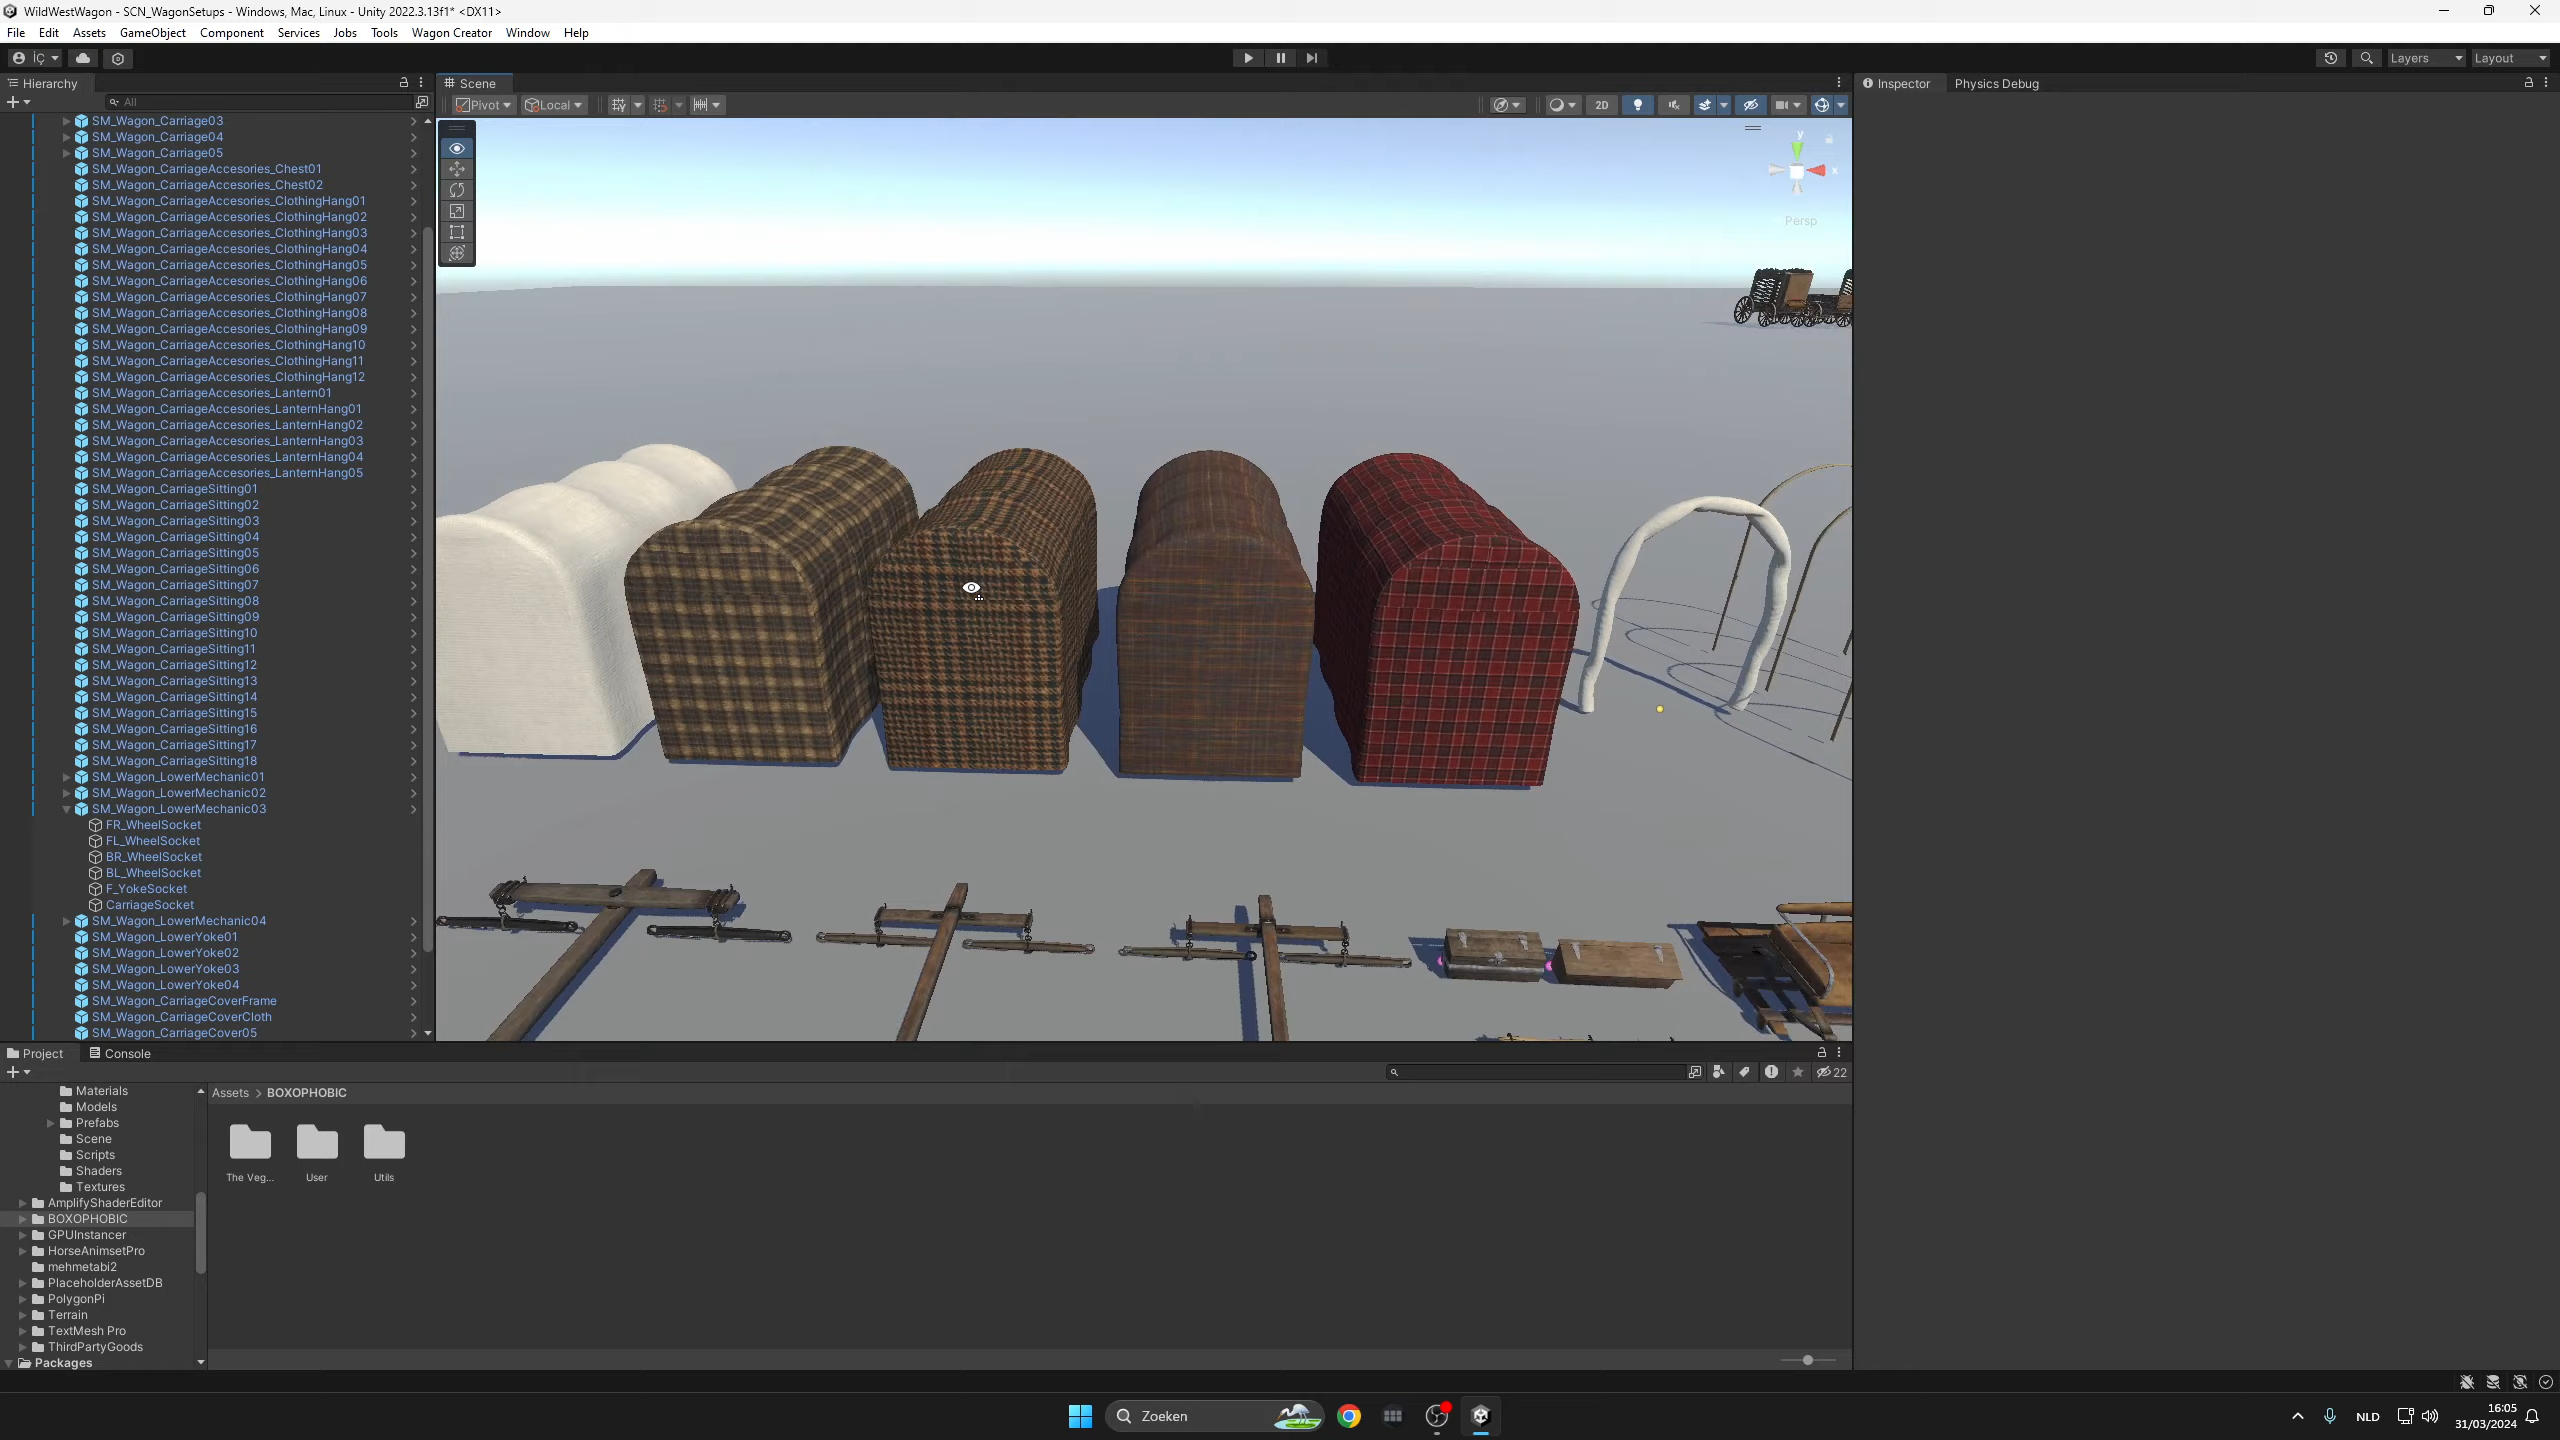 WildWestWagon - SCN_WagonSetups - Windows, Mac, Linux - Unity 2022.3.13f1* <DX11>
File Edit Assets GameObject Component Services Jobs Tools Wagon Creator Window Help
İÇ
Layers
Layout
Hierarchy
Scene
Inspector
Physics Debug
All
Pivot
Local
2D
y
x
Persp
SM_Wagon_Carriage03
SM_Wagon_Carriage04
SM_Wagon_Carriage05
SM_Wagon_CarriageAccesories_Chest01
SM_Wagon_CarriageAccesories_Chest02
SM_Wagon_CarriageAccesories_ClothingHang01
SM_Wagon_CarriageAccesories_ClothingHang02
SM_Wagon_CarriageAccesories_ClothingHang03
SM_Wagon_CarriageAccesories_ClothingHang04
SM_Wagon_CarriageAccesories_ClothingHang05
SM_Wagon_CarriageAccesories_ClothingHang06
SM_Wagon_CarriageAccesories_ClothingHang07
SM_Wagon_CarriageAccesories_ClothingHang08
SM_Wagon_CarriageAccesories_ClothingHang09
SM_Wagon_CarriageAccesories_ClothingHang10
SM_Wagon_CarriageAccesories_ClothingHang11
SM_Wagon_CarriageAccesories_ClothingHang12
SM_Wagon_CarriageAccesories_Lantern01
SM_Wagon_CarriageAccesories_LanternHang01
SM_Wagon_CarriageAccesories_LanternHang02
SM_Wagon_CarriageAccesories_LanternHang03
SM_Wagon_CarriageAccesories_LanternHang04
SM_Wagon_CarriageAccesories_LanternHang05
SM_Wagon_CarriageSitting01
SM_Wagon_CarriageSitting02
SM_Wagon_CarriageSitting03
SM_Wagon_CarriageSitting04
SM_Wagon_CarriageSitting05
SM_Wagon_CarriageSitting06
SM_Wagon_CarriageSitting07
SM_Wagon_CarriageSitting08
SM_Wagon_CarriageSitting09
SM_Wagon_CarriageSitting10
SM_Wagon_CarriageSitting11
SM_Wagon_CarriageSitting12
SM_Wagon_CarriageSitting13
SM_Wagon_CarriageSitting14
SM_Wagon_CarriageSitting15
SM_Wagon_CarriageSitting16
SM_Wagon_CarriageSitting17
SM_Wagon_CarriageSitting18
SM_Wagon_LowerMechanic01
SM_Wagon_LowerMechanic02
SM_Wagon_LowerMechanic03
FR_WheelSocket
FL_WheelSocket
BR_WheelSocket
BL_WheelSocket
F_YokeSocket
CarriageSocket
SM_Wagon_LowerMechanic04
SM_Wagon_LowerYoke01
SM_Wagon_LowerYoke02
SM_Wagon_LowerYoke03
SM_Wagon_LowerYoke04
SM_Wagon_CarriageCoverFrame
SM_Wagon_CarriageCoverCloth
SM_Wagon_CarriageCover05
Project
Console
22
Materials
Models
Prefabs
Scene
Scripts
Shaders
Textures
AmplifyShaderEditor
BOXOPHOBIC
GPUInstancer
HorseAnimsetPro
mehmetabi2
PlaceholderAssetDB
PolygonPi
Terrain
TextMesh Pro
ThirdPartyGoods
Packages
Assets > BOXOPHOBIC
The Veg...
User
Utils
Zoeken
NLD
16:05
31/03/2024